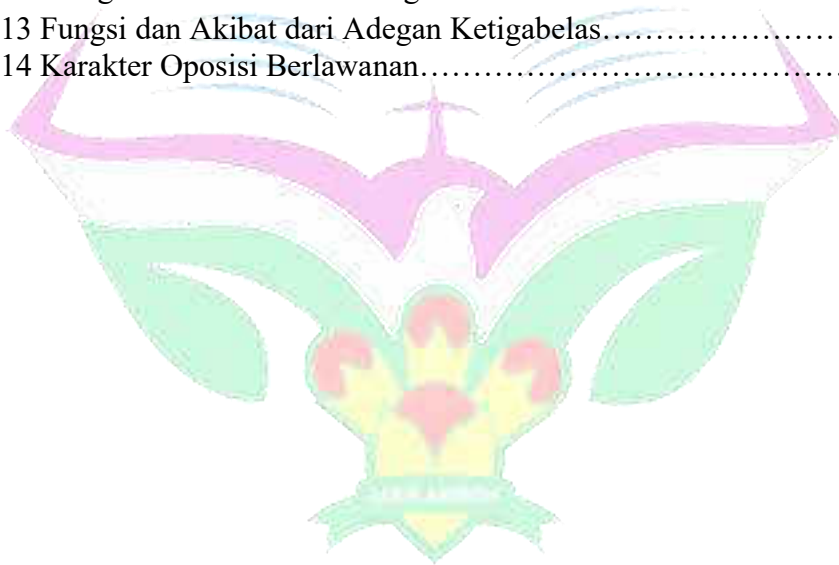 13 Fungsi dan Akibat dari Adegan Ketigabelas……………………
14 Karakter Oposisi Berlawanan……………………………………